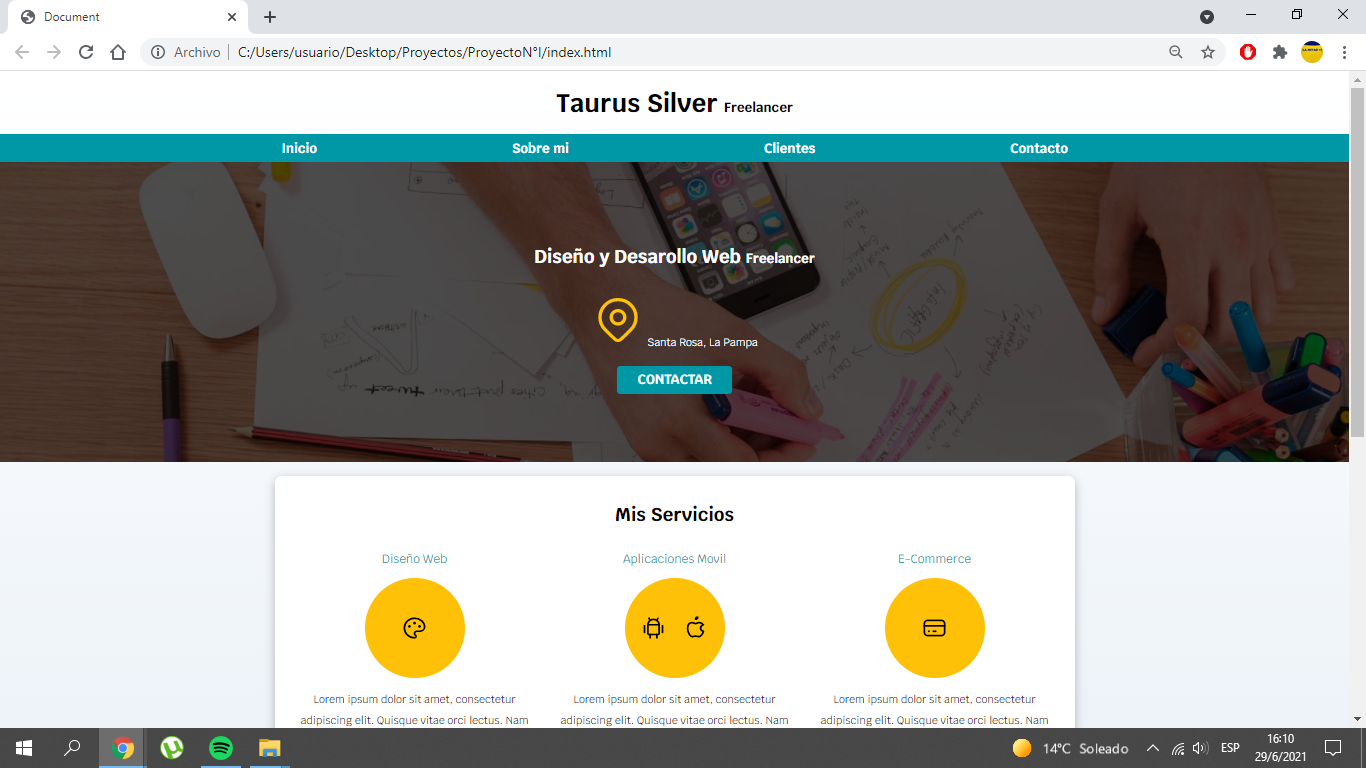 Document
Archivo
C:/Users/usuario/Desktop/Proyectos/ProyectoN°I/index.html
Taurus Silver Freelancer
Inicio Sobre mi Clientes Contacto
Diseño y Desarollo Web Freelancer
Santa Rosa, La Pampa
CONTACTAR
Mis Servicios
Diseño Web Aplicaciones Movil E-Commerce
Lorem ipsum dolor sit amet, consectetur
adipiscing elit. Quisque vitae orci lectus. Nam
Lorem ipsum dolor sit amet, consectetur
adipiscing elit. Quisque vitae orci lectus. Nam
Lorem ipsum dolor sit amet, consectetur
adipiscing elit. Quisque vitae orci lectus. Nam
14°C Soleado
ESP
16:10
29/6/2021